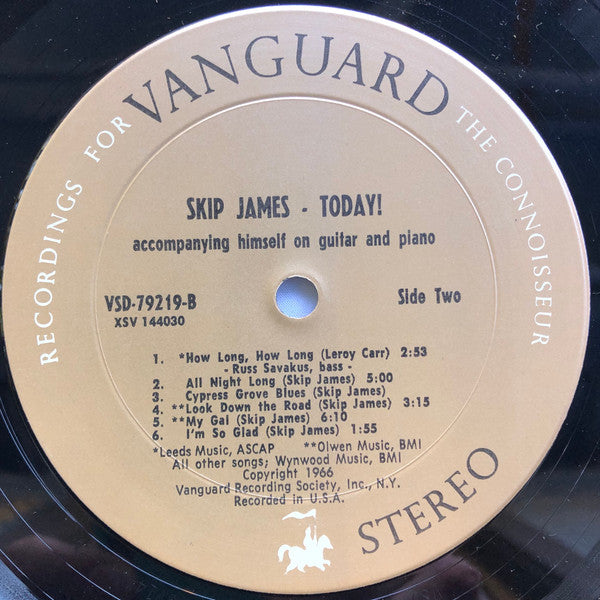 RECORDINGS FOR VANGUARD THE CONNOISSEUR
SKIP JAMES - TODAY!
accompanying himself on guitar and piano
VSD-79219-B Side Two
XSV 144030
1. *How Long, How Long (Leroy Carr) 2:53
- Russ Savakus, bass -
2. All Night Long (Skip James) 5:00
3. Cypress Grove Blues (Skip James)
4. **Look Down the Road (Skip James) 3:15
5. **My Gal (Skip James) 6:10
6. I'm So Glad (Skip James) 1:55
*Leeds Music, ASCAP **Olwen Music, BMI
All other songs; Wynwood Music, BMI
Copyright 1966
Vanguard Recording Society, Inc., N.Y.
Recorded in U.S.A.
STEREO